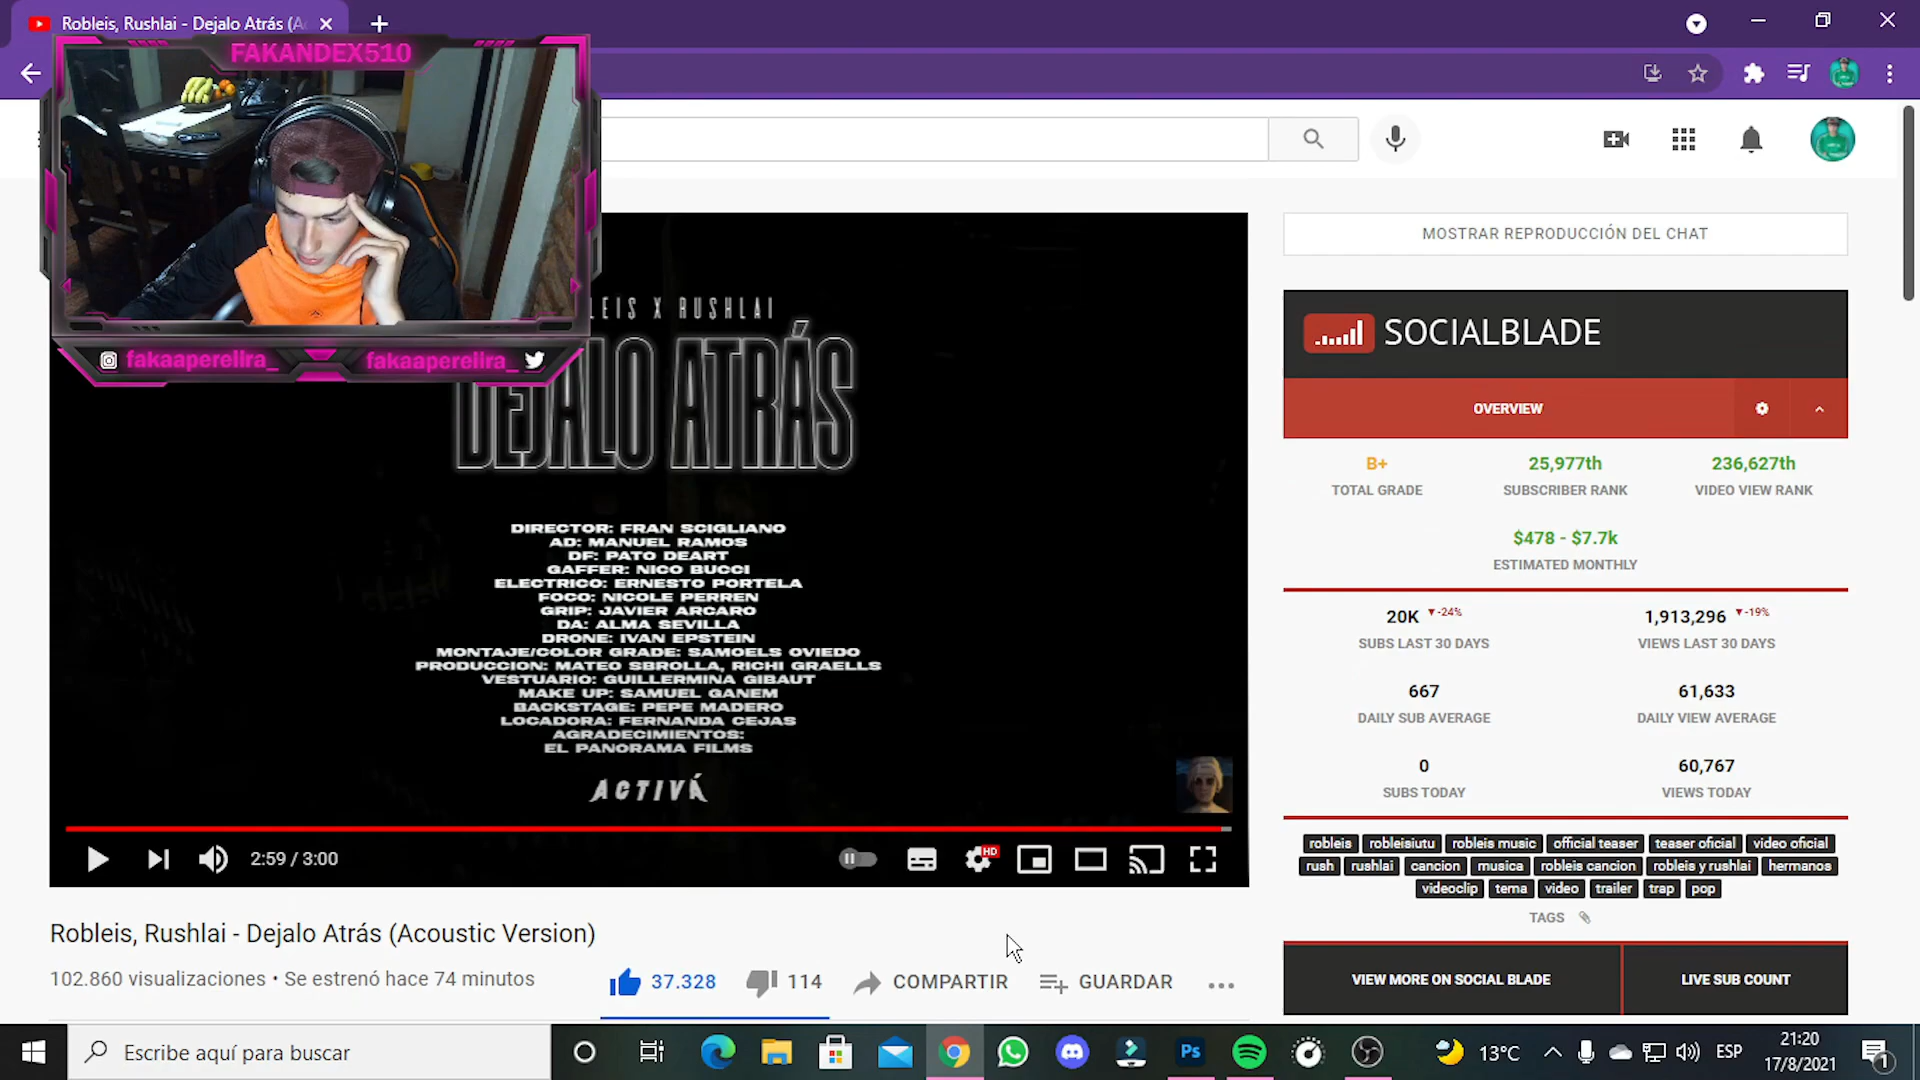 Robleis, Rushlai - Dejalo Atrás (A
FAKANDEX510
fakaaperelIra_
fakaaperelIra_
MOSTRAR REPRODUCCIÓN DEL CHAT
LEIS X RUSHLAI
DEJALO ATRÁS
DIRECTOR: FRAN SCIGLIANO
AD: MANUEL RAMOS
DF: PATO DEART
GAFFER: NICO BUCCI
ELECTRICO: ERNESTO PORTELA
FOCO: NICOLE PERREN
GRIP: JAVIER ARCARO
DA: ALMA SEVILLA
DRONE: IVAN EPSTEIN
MONTAJE/COLOR GRADE: SAMOELS OVIEDO
PRODUCCION: MATEO SBROLLA, RICHI GRAELLS
VESTUARIO: GUILLERMINA GIBAUT
MAKE UP: SAMUEL GANEM
BACKSTAGE: PEPE MADERO
LOCADORA: FERNANDA CEJAS
AGRADECIMIENTOS:
EL PANORAMA FILMS
ACTIVÁ
2:59 / 3:00
HD
Robleis, Rushlai - Dejalo Atrás (Acoustic Version)
102.860 visualizaciones • Se estrenó hace 74 minutos
37.328
114
COMPARTIR
GUARDAR
SOCIALBLADE
OVERVIEW
B+ 25,977th 236,627th
TOTAL GRADE SUBSCRIBER RANK VIDEO VIEW RANK
$478 - $7.7k
ESTIMATED MONTHLY
20K -24% 1,913,296 -19%
SUBS LAST 30 DAYS VIEWS LAST 30 DAYS
667 61,633
DAILY SUB AVERAGE DAILY VIEW AVERAGE
0 60,767
SUBS TODAY VIEWS TODAY
robleis robleisiutu robleis music official teaser teaser oficial video oficial
rush rushlai cancion musica robleis cancion robleis y rushlai hermanos
videoclip tema video trailer trap pop
TAGS
VIEW MORE ON SOCIAL BLADE
LIVE SUB COUNT
Escribe aquí para buscar
Ps
13°C
ESP
21:20
17/8/2021
1